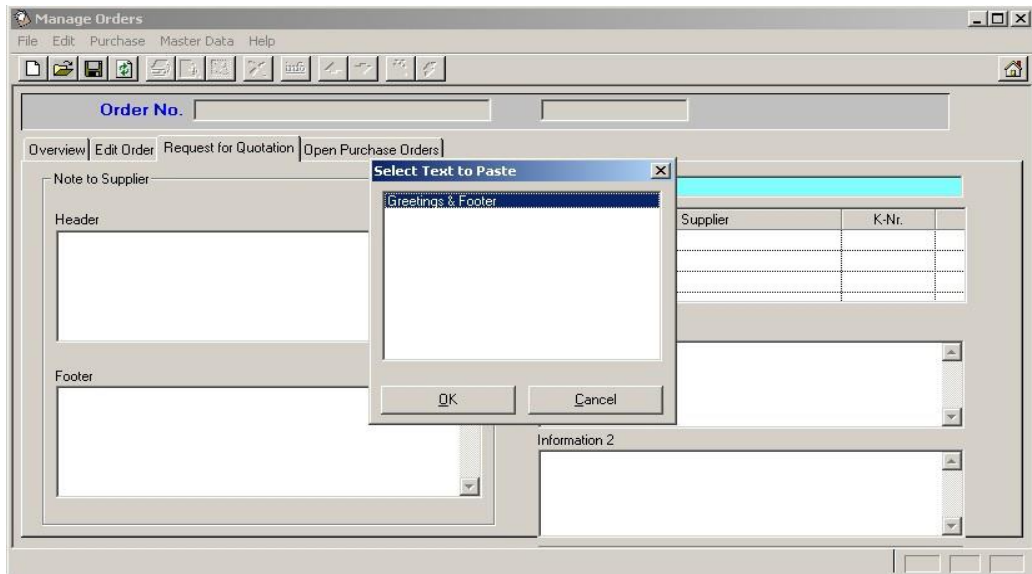 Manage Orders
File Edit Purchase Master Data Help
info
Order No.
Overview Edit Order Request for Quotation Open Purchase Orders
Note to Supplier
Header
Footer
Select Text to Paste
Greetings & Footer
OK Cancel
Supplier K-Nr.
Information 2